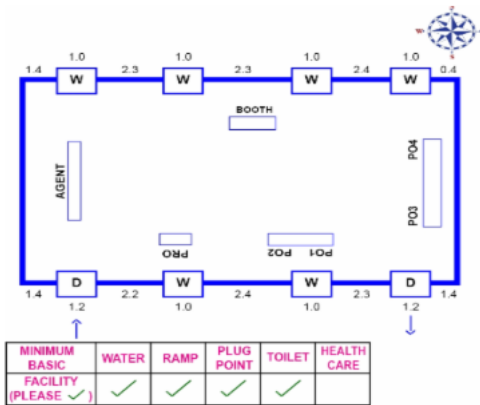 1.0 1.0 1.0 1.0
1.4 W 2.3 W 2.3 W 2.4 W 0.4
BOOTH
AGENT
PO4
PO3
PRO
PO2 PO1
1.4 D 2.2 W 2.4 W 2.3 D 1.4
1.2 1.0 1.0 1.2
MINIMUM BASIC FACILITY (PLEASE ✓) WATER RAMP PLUG POINT TOILET HEALTH CARE
✓ ✓ ✓ ✓